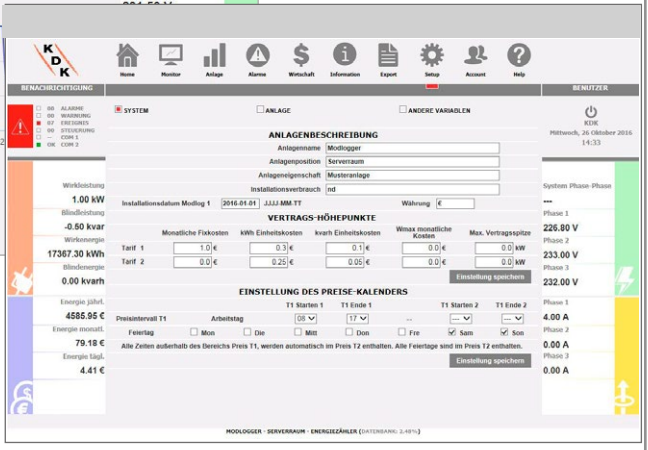 KDK
Home Monitor Anlage Alarme Wirtschaft Information Export Setup Account Help
BENACHRICHTIGUNG
BENUTZER
00 ALARME
00 WARNUNG
07 EREIGNIS
00 STEUERUNG
-- COM 1
OK COM 2
SYSTEM ANLAGE ANDERE VARIABLEN
KDK
Mittwoch, 26 Oktober 2016
14:33
ANLAGENBESCHREIBUNG
Anlagenname Modlogger
Anlagenposition Serverraum
Anlageneigenschaft Musteranlage
Installationsverbrauch nd
Installationsdatum Modlog 1 2016-01-01 JJJJ-MM-TT Währung €
VERTRAGS-HÖHEPUNKTE
Monatliche Fixkosten kWh Einheitskosten kvarh Einheitskosten Wmax monatliche Kosten Max. Vertragsspitze
Tarif 1 1.0 € 0.3 € 0.1 € 0.0 € 0.0 kW
Tarif 2 0.0 € 0.25 € 0.05 € 0.0 € 0.0 kW
Einstellung speichern
EINSTELLUNG DES PREISE-KALENDERS
T1 Starten 1 T1 Ende 1 T1 Starten 2 T1 Ende 2
Preisintervall T1 Arbeitstag 08 17 -- --- ---
Feiertag Mon Die Mitt Don Fre Sam Son
Alle Zeiten außerhalb des Bereichs Preis T1, werden automatisch im Preis T2 enthalten. Alle Feiertage sind im Preis T2 enthalten.
Einstellung speichern
Wirkleistung
1.00 kW
Blindleistung
-0.50 kvar
Wirkenergie
17367.30 kWh
Blindenergie
0.00 kvarh
Energie jährl.
4585.95 €
Energie monatl.
79.18 €
Energie tägl.
4.41 €
System Phase-Phase
---
Phase 1
226.80 V
Phase 2
233.00 V
Phase 3
232.00 V
Phase 1
4.00 A
Phase 2
0.00 A
Phase 3
0.00 A
MODLOGGER - SERVERRAUM - ENERGIEZÄHLER (DATENBANK: 2.48%)